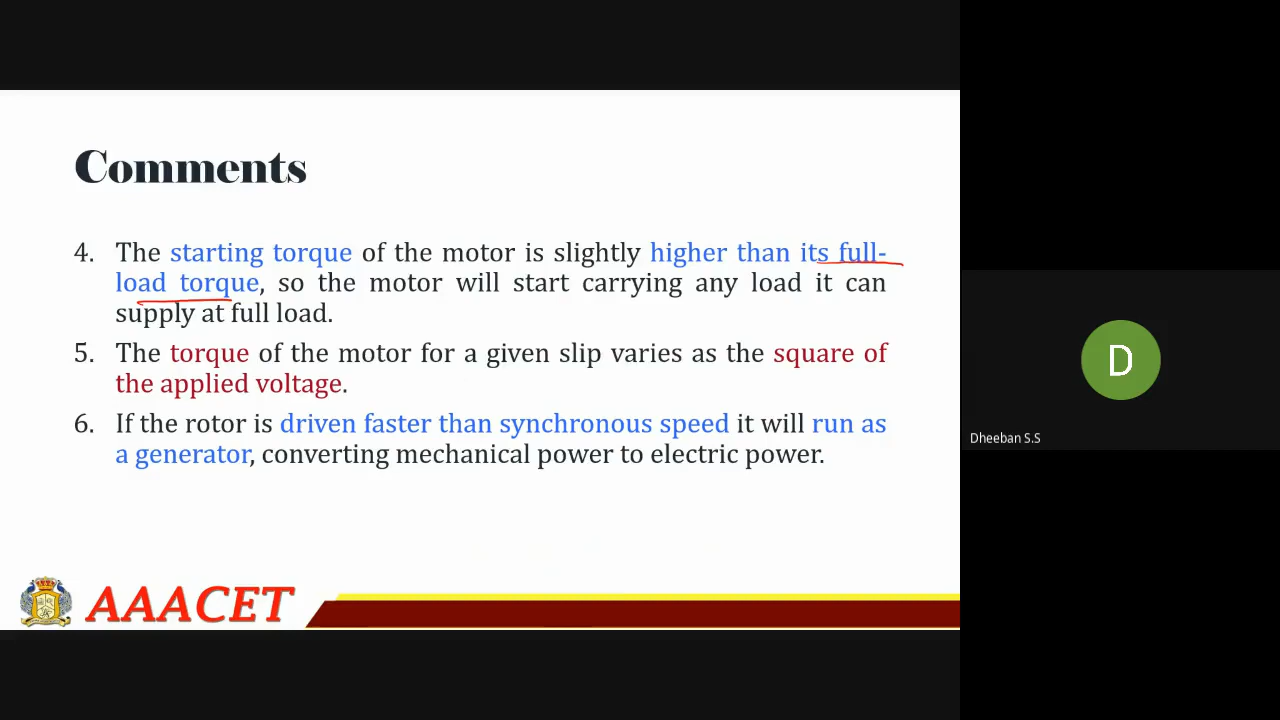 Comments
4. The starting torque of the motor is slightly higher than its full-
load torque, so the motor will start carrying any load it can
supply at full load.
5. The torque of the motor for a given slip varies as the square of
the applied voltage.
6. If the rotor is driven faster than synchronous speed it will run as
a generator, converting mechanical power to electric power.
AAACET
D
Dheeban S.S